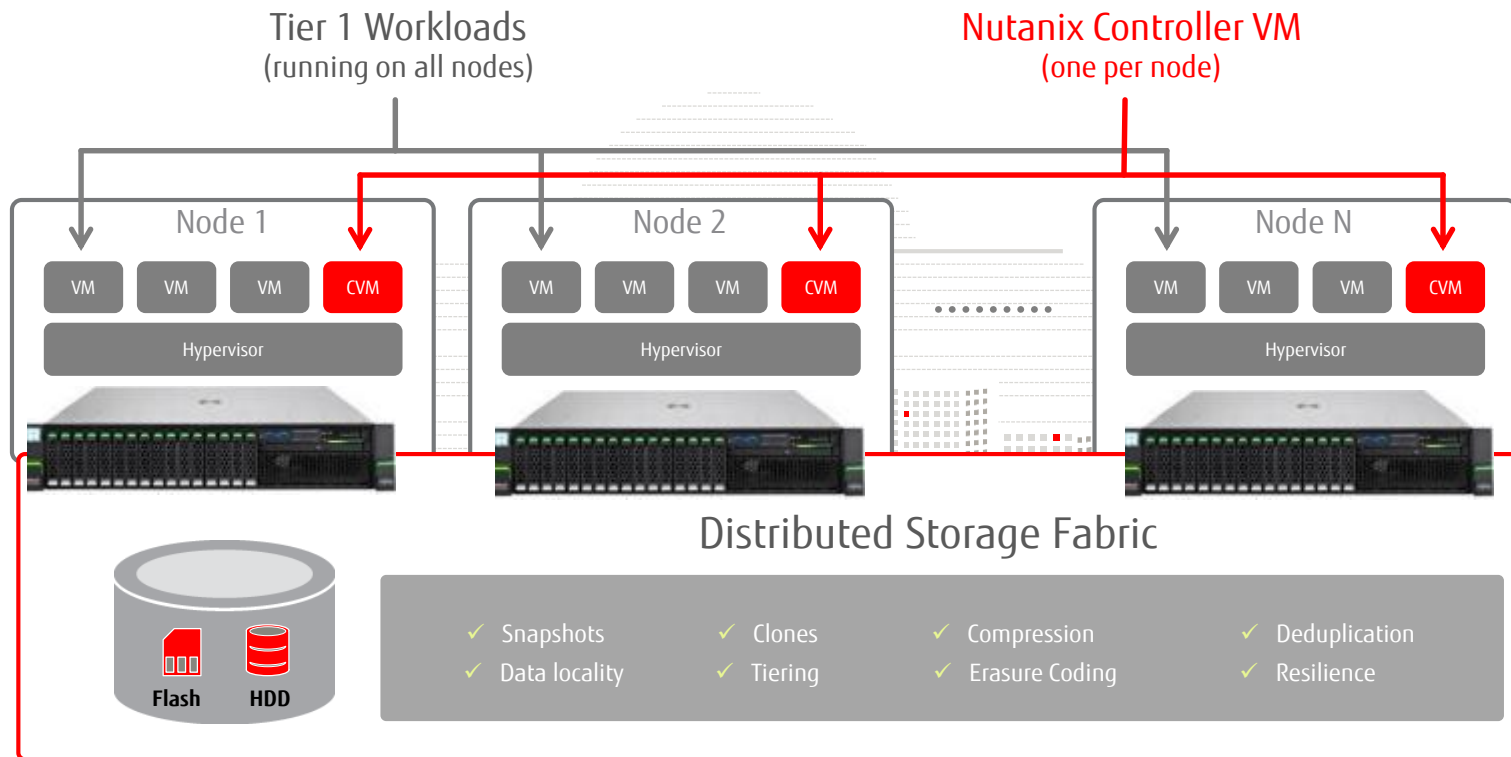 Tier 1 Workloads
(running on all nodes)
Nutanix Controller VM
(one per node)
Node 1
VM
VM
VM
CVM
Hypervisor
Node 2
VM
VM
VM
CVM
Hypervisor
Node N
VM
VM
VM
CVM
Hypervisor
Distributed Storage Fabric
Flash
HDD
✓ Snapshots
✓ Clones
✓ Compression
✓ Deduplication
✓ Data locality
✓ Tiering
✓ Erasure Coding
✓ Resilience